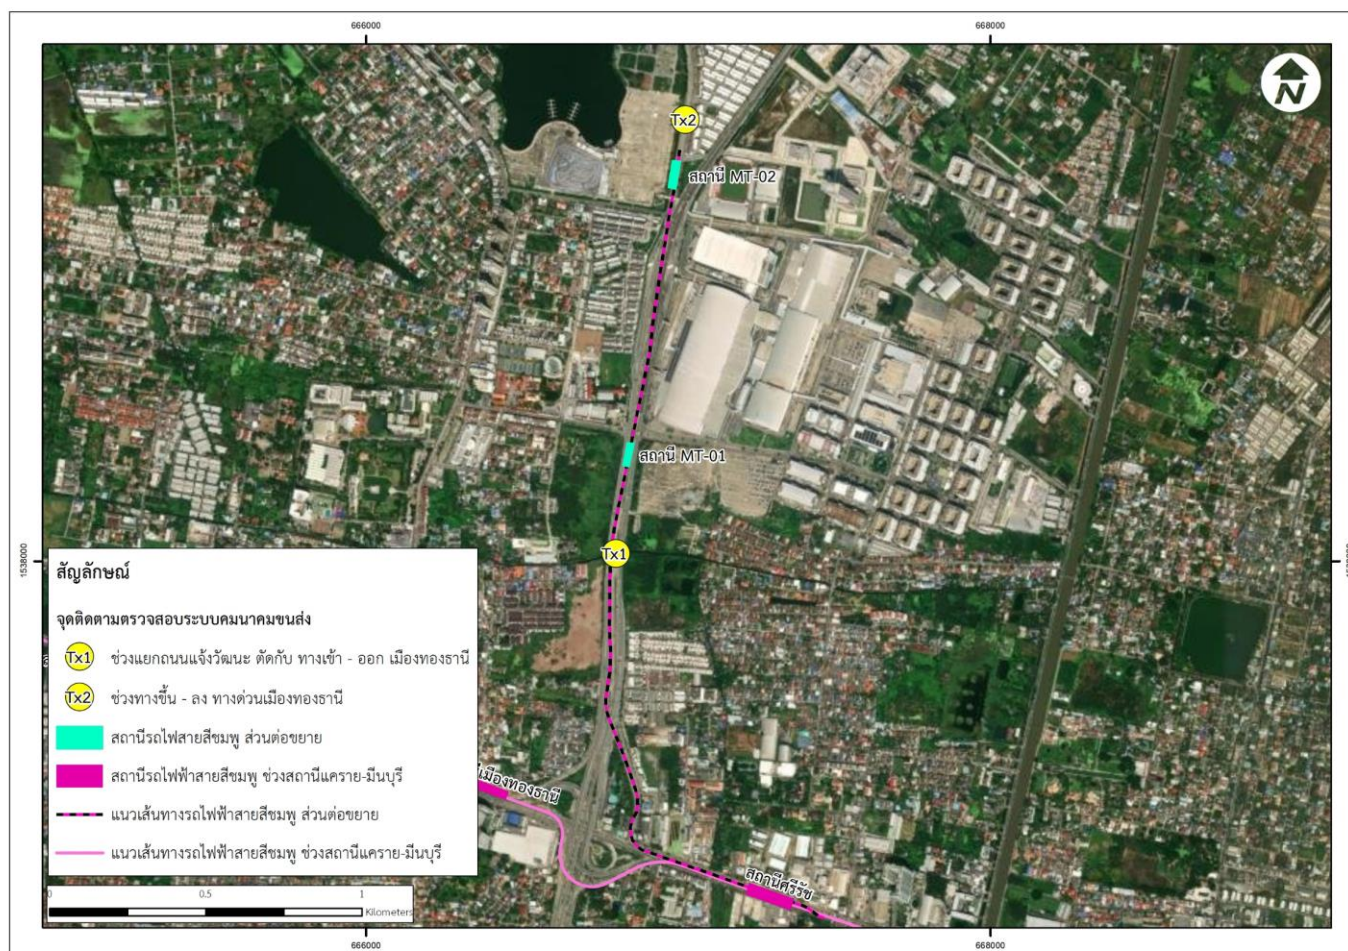 666000
668000
N
Tx2
สถานี MT-02
สถานี MT-01
Tx1
1538000
สัญลักษณ์
จุดติดตามตรวจสอบระบบคมนาคมขนส่ง
Tx1 ช่วงแยกถนนแจ้งวัฒนะ ตัดกับ ทางเข้า - ออก เมืองทองธานี
Tx2 ช่วงทางขึ้น - ลง ทางด่วนเมืองทองธานี
สถานีรถไฟสายสีชมพู ส่วนต่อขยาย
สถานีรถไฟฟ้าสายสีชมพู ช่วงสถานีแคราย-มีนบุรี
แนวเส้นทางรถไฟฟ้าสายสีชมพู ส่วนต่อขยาย
แนวเส้นทางรถไฟฟ้าสายสีชมพู ช่วงสถานีแคราย-มีนบุรี
เมืองทองธานี
สถานีศรีรัช
0 0.5 1
Kilometers
666000
668000